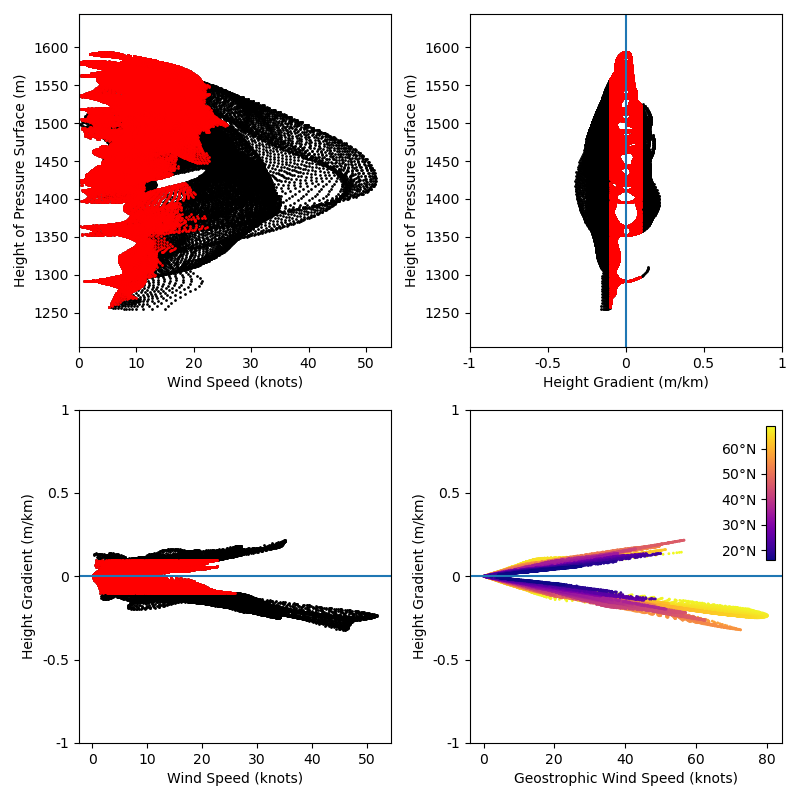 1600
1550
1500
1450
1400
1350
1300
1250
Height of Pressure Surface (m)
0 10 20 30 40 50
Wind Speed (knots)
1600
1550
1500
1450
1400
1350
1300
1250
Height of Pressure Surface (m)
-1 -0.5 0 0.5 1
Height Gradient (m/km)
1
0.5
0
-0.5
-1
Height Gradient (m/km)
0 10 20 30 40 50
Wind Speed (knots)
1
0.5
0
-0.5
-1
Height Gradient (m/km)
60°N
50°N
40°N
30°N
20°N
0 20 40 60 80
Geostrophic Wind Speed (knots)